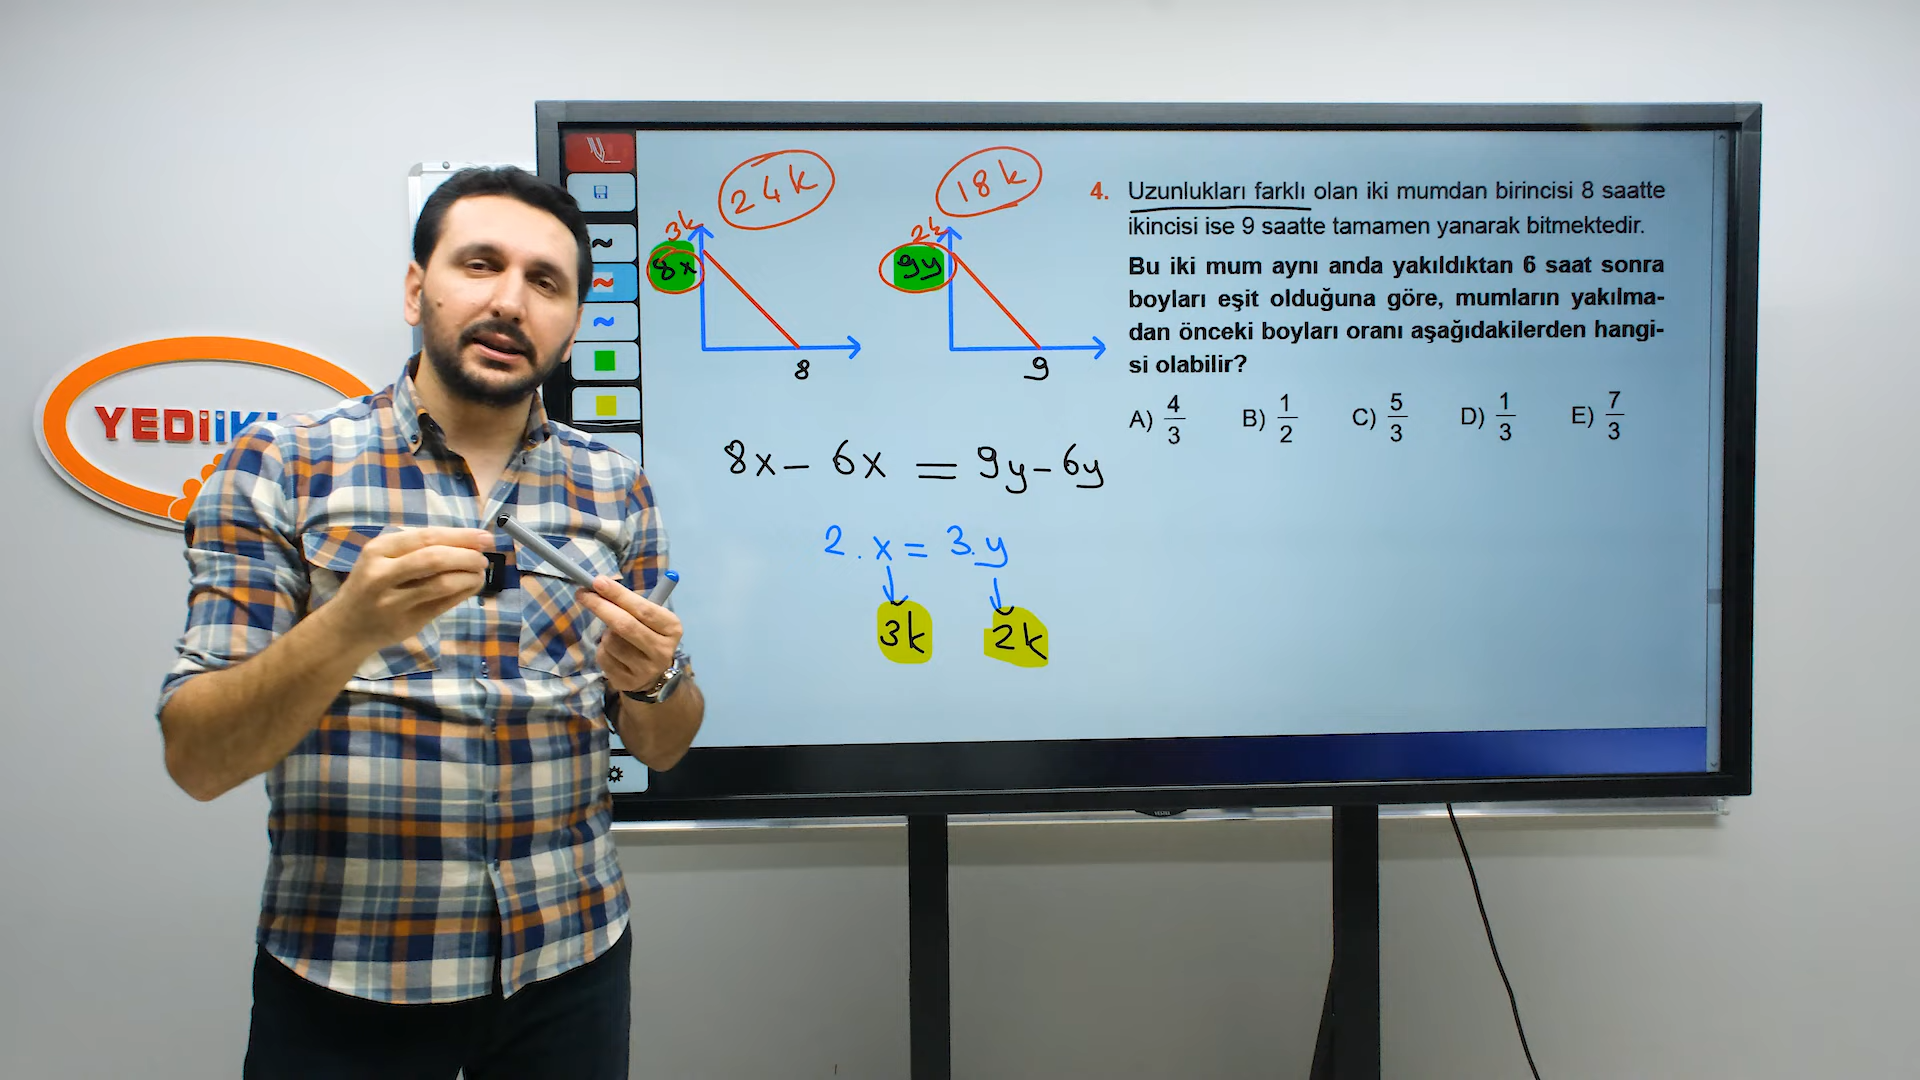 YEDİİKL
24k
18k
3k
8x
2k
9y
8
9
8x - 6x = 9y - 6y
2.x = 3.y
3k
2k
4. Uzunlukları farklı olan iki mumdan birincisi 8 saatte
ikincisi ise 9 saatte tamamen yanarak bitmektedir.
Bu iki mum aynı anda yakıldıktan 6 saat sonra
boyları eşit olduğuna göre, mumların yakılma-
dan önceki boyları oranı aşağıdakilerden hangi-
si olabilir?
A) 4/3 B) 1/2 C) 5/3 D) 1/3 E) 7/3